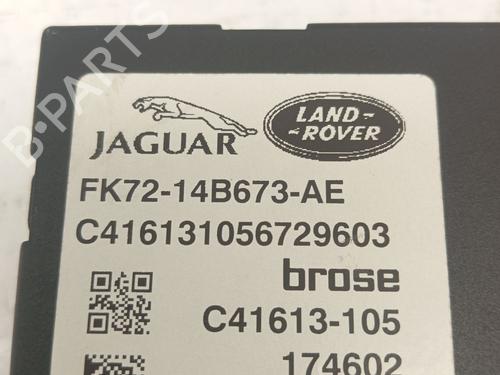 B-PARTS
JAGUAR
LAND-
-ROVER
FK72-14B673-AE
C416131056729603
brose
C41613-105
174602